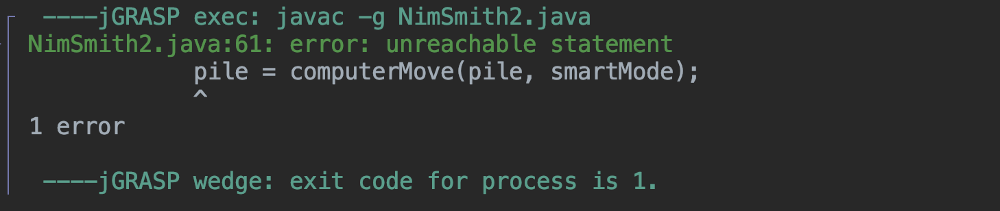 ----jGRASP exec: javac -g NimSmith2.java
NimSmith2.java:61: error: unreachable statement
pile = computerMove(pile, smartMode);
^
1 error
----jGRASP wedge: exit code for process is 1.